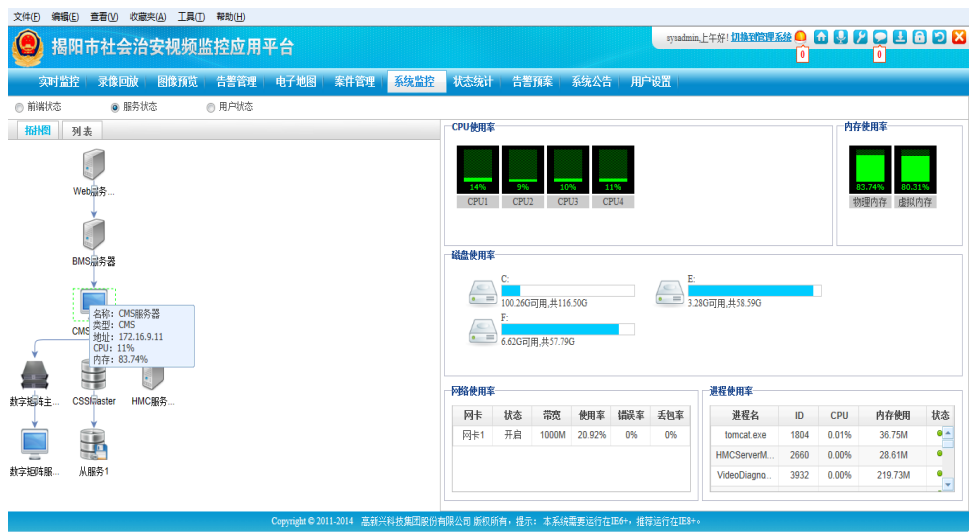 文件(F) 编辑(E) 查看(V) 收藏夹(A) 工具(T) 帮助(H)
揭阳市社会治安视频监控应用平台
sysadmin,上午好! 切换到管理系统
0 0
实时监控 录像回放 图像预览 告警管理 电子地图 案件管理 系统监控 状态统计 告警预案 系统公告 用户设置
前端状态 服务状态 用户状态
拓扑图 列表
Web服务...
BMS服务器
CMS
名称: CMS服务器
类型: CMS
地址: 172.16.9.11
CPU: 11%
内存: 83.74%
数字矩阵主... CSSMaster HMC服务...
数字矩阵服... 从服务1
CPU使用率
14% 9% 10% 11%
CPU1 CPU2 CPU3 CPU4
内存使用率
83.74% 80.31%
物理内存 虚拟内存
磁盘使用率
C:
100.26G可用,共116.50G
E:
3.28G可用,共58.59G
F:
6.62G可用,共57.79G
网络使用率
网卡 状态 带宽 使用率 错误率 丢包率
网卡1 开启 1000M 20.92% 0% 0%
进程使用率
进程名 ID CPU 内存使用 状态
tomcat.exe 1804 0.01% 36.75M
HMCServerM... 2660 0.00% 28.61M
VideoDiagno... 3932 0.00% 219.73M
Copyright © 2011-2014 高新兴科技集团股份有限公司 版权所有，提示：本系统需要运行在IE6+，推荐运行在IE8+。